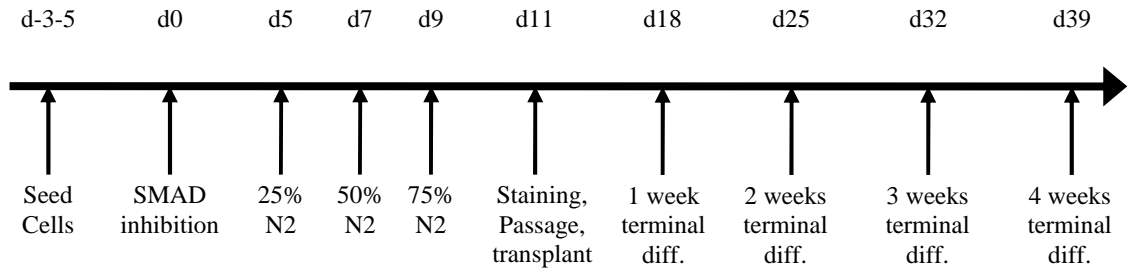 d-3-5 d0 d5 d7 d9 d11 d18 d25 d32 d39
Seed SMAD 25% 50% 75% Staining, 1 week 2 weeks 3 weeks 4 weeks
Cells inhibition N2 N2 N2 Passage, terminal terminal terminal terminal
transplant diff. diff. diff. diff.